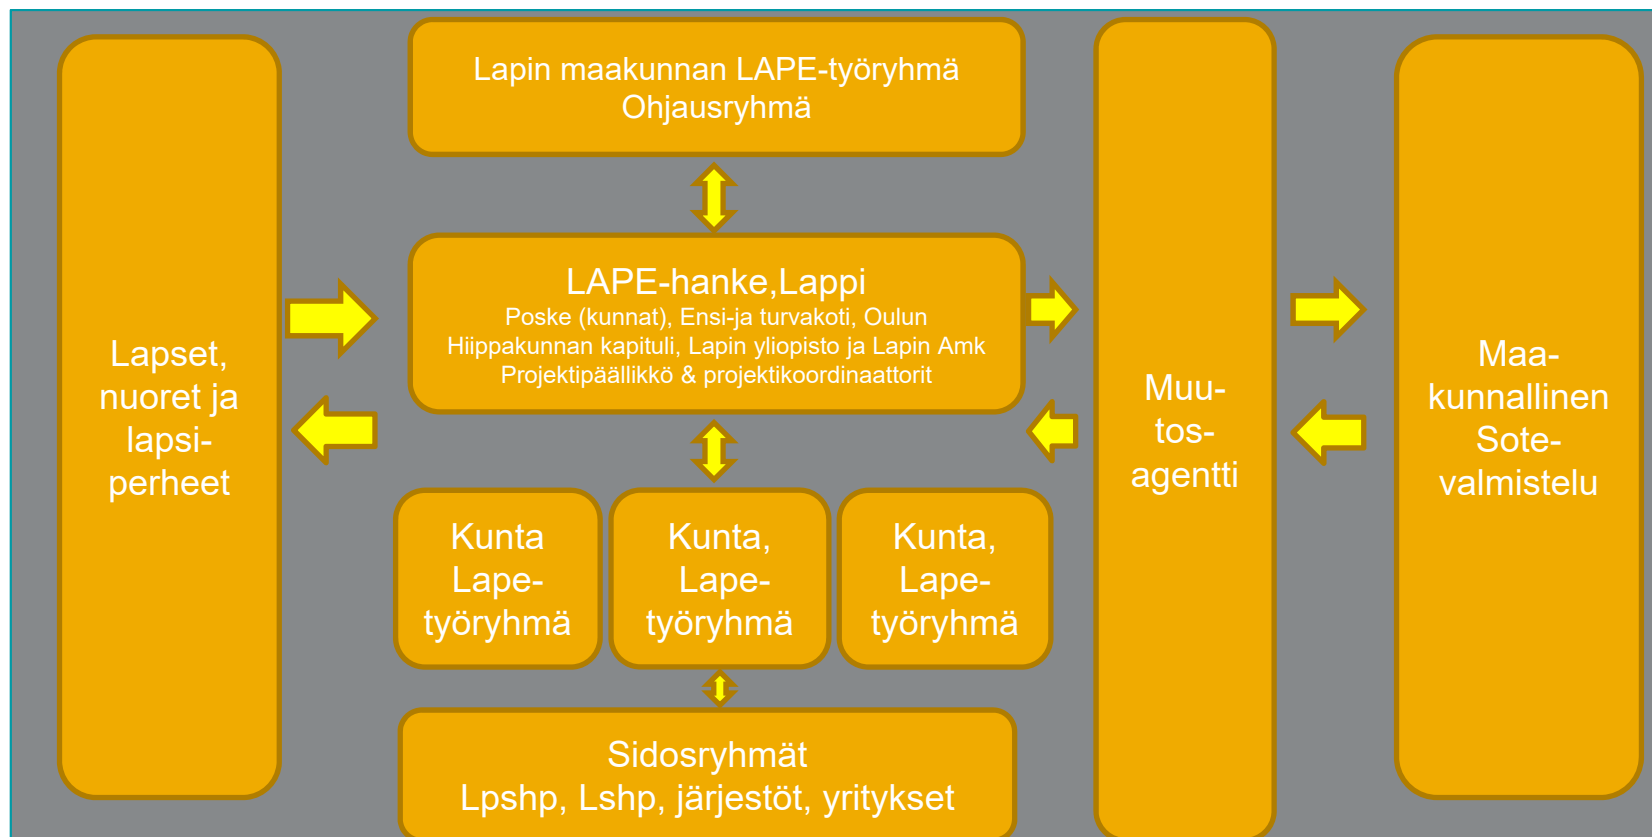 Lapset,
nuoret ja
lapsi-
perheet
Lapin maakunnan LAPE-työryhmä
Ohjausryhmä
LAPE-hanke,Lappi
Poske (kunnat), Ensi-ja turvakoti, Oulun
Hiippakunnan kapituli, Lapin yliopisto ja Lapin Amk
Projektipäällikkö & projektikoordinaattorit
Kunta
Lape-
työryhmä
Kunta,
Lape-
työryhmä
Kunta,
Lape-
työryhmä
Sidosryhmät
Lpshp, Lshp, järjestöt, yritykset
Muu-
tos-
agentti
Maa-
kunnallinen
Sote-
valmistelu